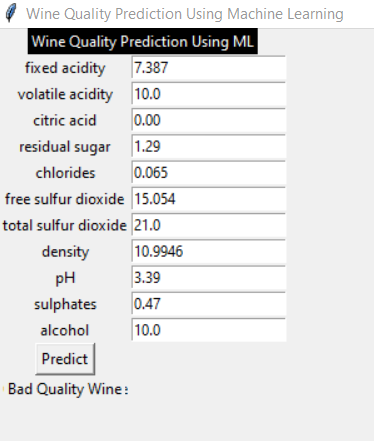 Wine Quality Prediction Using Machine Learning
Wine Quality Prediction Using ML
fixed acidity 7.387
volatile acidity 10.0
citric acid 0.00
residual sugar 1.29
chlorides 0.065
free sulfur dioxide 15.054
total sulfur dioxide 21.0
density 10.9946
pH 3.39
sulphates 0.47
alcohol 10.0
Predict
Bad Quality Wine